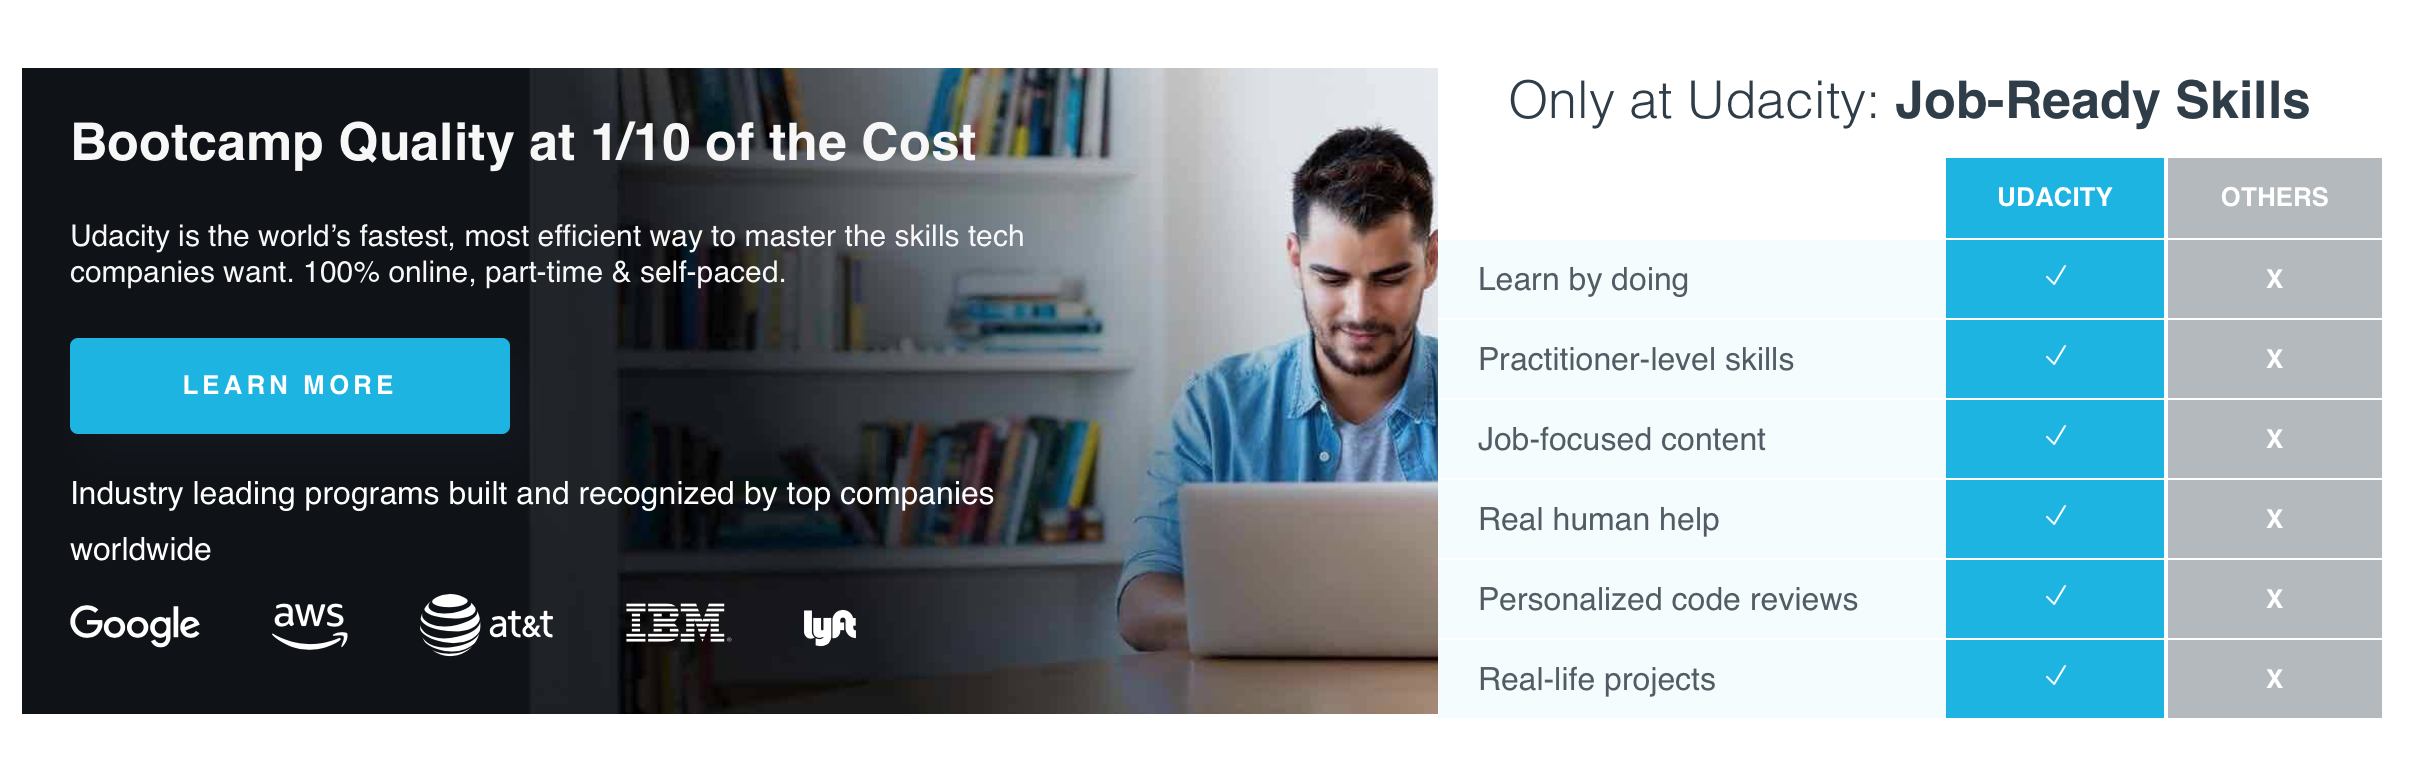 Bootcamp Quality at 1/10 of the Cost
Udacity is the world’s fastest, most efficient way to master the skills tech
companies want. 100% online, part-time & self-paced.
LEARN MORE
Industry leading programs built and recognized by top companies
worldwide
Google aws at&t IBM lyft
Only at Udacity: Job-Ready Skills
UDACITY OTHERS
Learn by doing ✓ X
Practitioner-level skills ✓ X
Job-focused content ✓ X
Real human help ✓ X
Personalized code reviews ✓ X
Real-life projects ✓ X